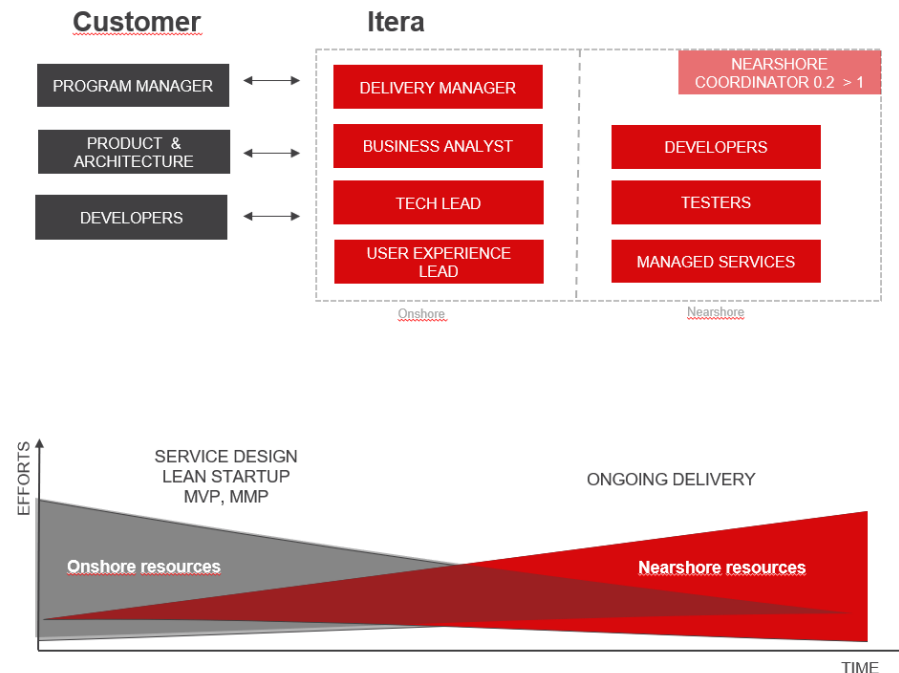 Customer
Itera
PROGRAM MANAGER
DELIVERY MANAGER
NEARSHORE
COORDINATOR 0.2 > 1
PRODUCT &
ARCHITECTURE
BUSINESS ANALYST
DEVELOPERS
DEVELOPERS
TECH LEAD
TESTERS
USER EXPERIENCE
LEAD
MANAGED SERVICES
Onshore
Nearshore
EFFORTS
SERVICE DESIGN
LEAN STARTUP
MVP, MMP
ONGOING DELIVERY
Onshore resources
Nearshore resources
TIME